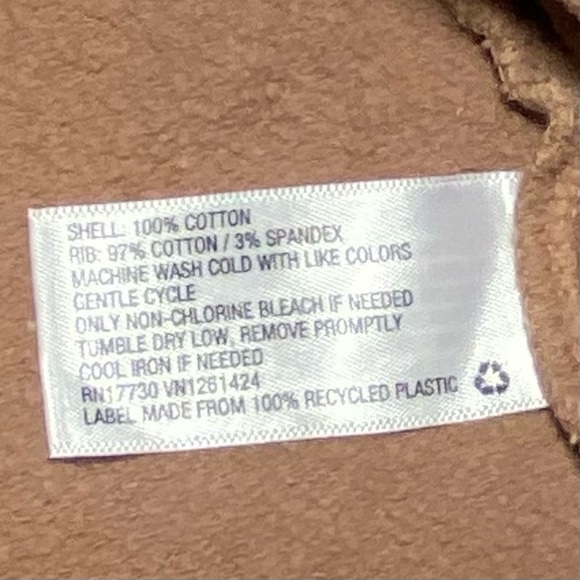 SHELL: 100% COTTON
RIB: 97% COTTON / 3% SPANDEX
MACHINE WASH COLD WITH LIKE COLORS
GENTLE CYCLE
ONLY NON-CHLORINE BLEACH IF NEEDED
TUMBLE DRY LOW, REMOVE PROMPTLY
COOL IRON IF NEEDED
RN17730 VN1261424
LABEL MADE FROM 100% RECYCLED PLASTIC